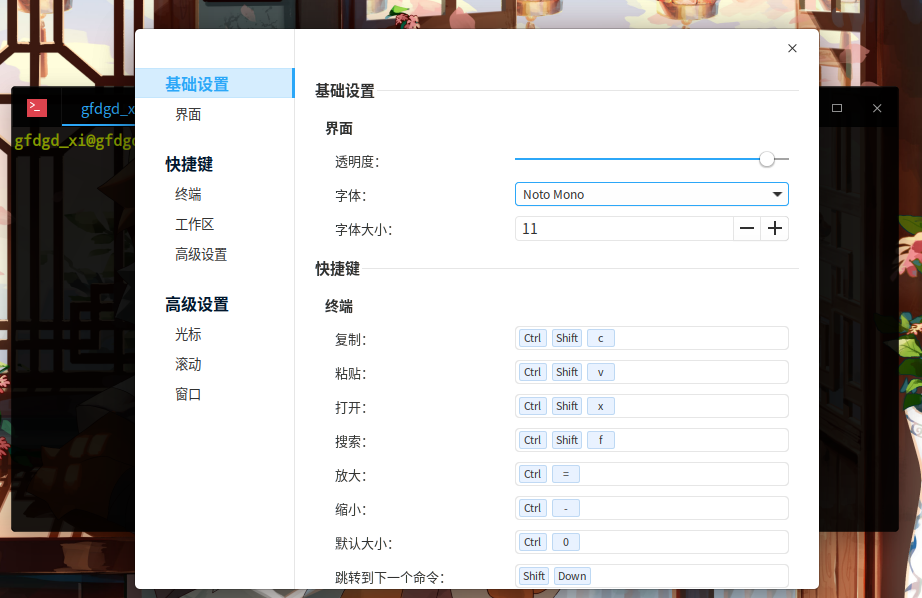 gfdgd_x
gfdgd_xi@gfdgd
基础设置
界面
快捷键
终端
工作区
高级设置
高级设置
光标
滚动
窗口
基础设置
界面
透明度:
字体: Noto Mono
字体大小: 11
快捷键
终端
复制: Ctrl Shift c
粘贴: Ctrl Shift v
打开: Ctrl Shift x
搜索: Ctrl Shift f
放大: Ctrl =
缩小: Ctrl -
默认大小: Ctrl 0
跳转到下一个命令: Shift Down